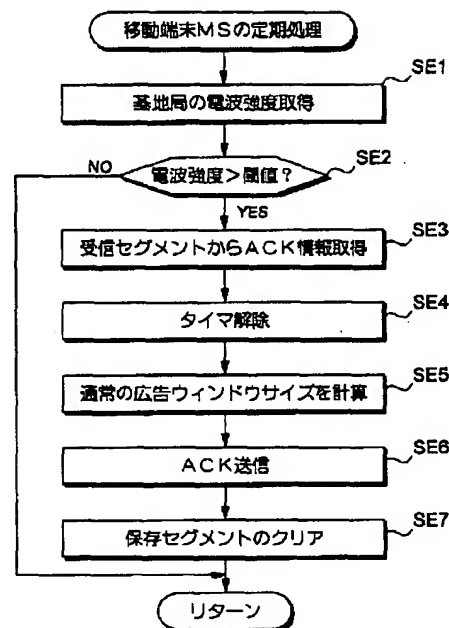 移動端末MSの定期処理
SE1
基地局の電波強度取得
SE2
NO
電波強度>閾値?
YES
SE3
受信セグメントからACK情報取得
SE4
タイマ解除
SE5
通常の広告ウィンドウサイズを計算
SE6
ACK送信
SE7
保存セグメントのクリア
リターン